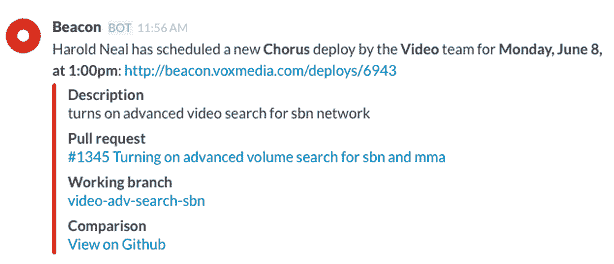 Beacon BOT 11:56 AM
Harold Neal has scheduled a new Chorus deploy by the Video team for Monday, June 8,
at 1:00pm: http://beacon.voxmedia.com/deploys/6943
Description
turns on advanced video search for sbn network
Pull request
#1345 Turning on advanced volume search for sbn and mma
Working branch
video-adv-search-sbn
Comparison
View on Github